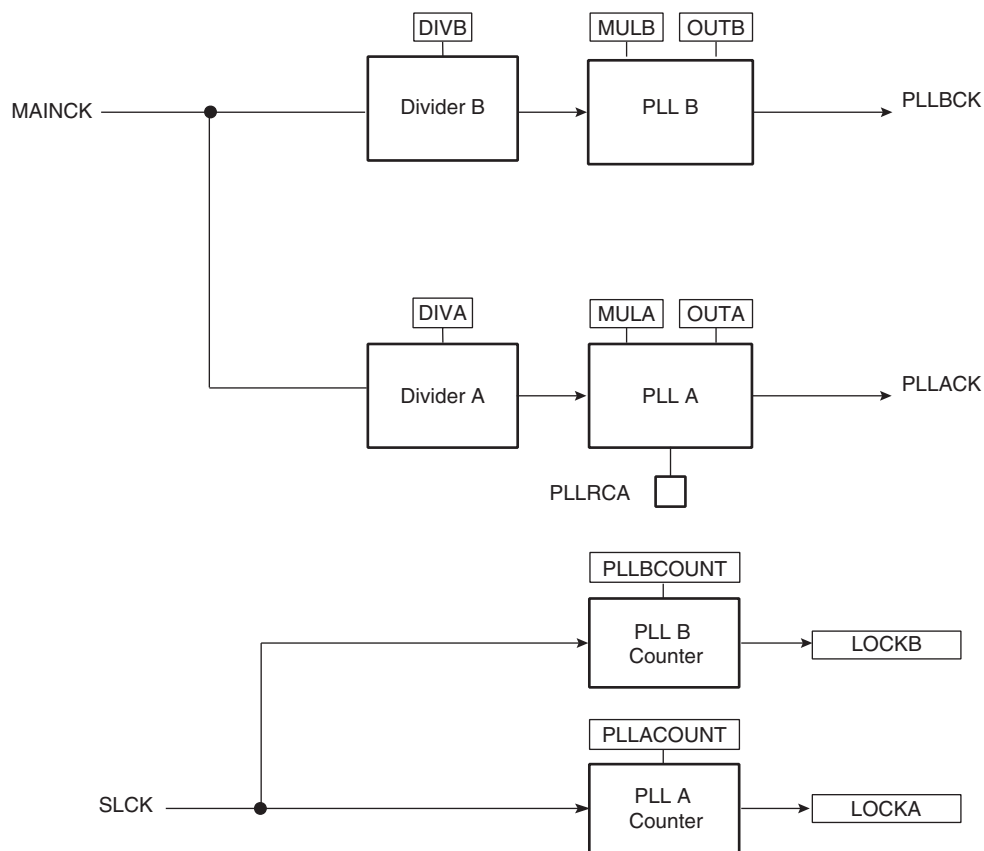 DIVB
MULB OUTB
MAINCK
Divider B
PLL B
PLLBCK
DIVA
MULA OUTA
Divider A
PLL A
PLLACK
PLLRCA
PLLBCOUNT
PLL B
Counter
LOCKB
PLLACOUNT
SLCK
PLL A
Counter
LOCKA